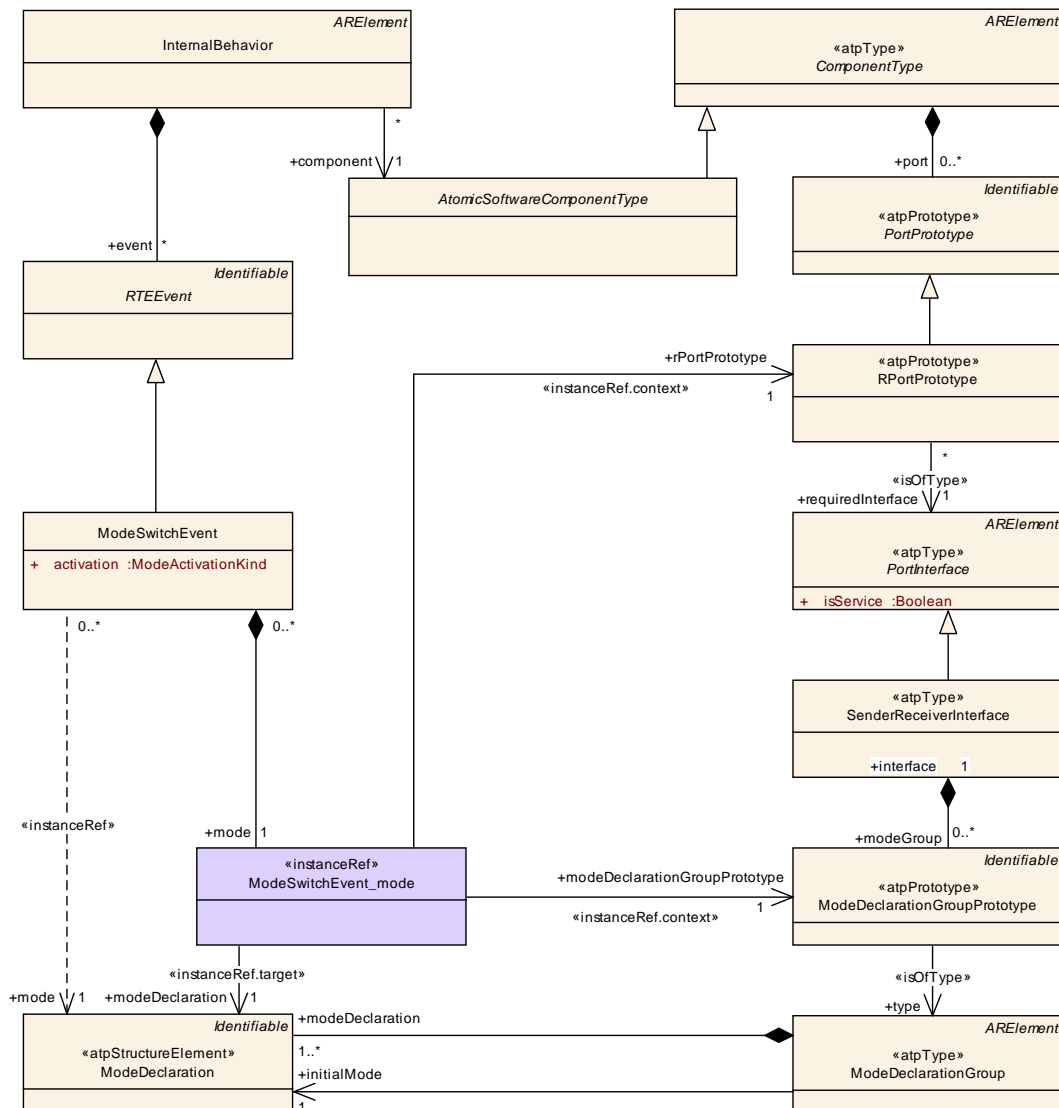 ARElement
InternalBehavior
ARElement
«atpType»
ComponentType
*
+component
1
+port
0..*
AtomicSoftwareComponentType
Identifiable
«atpPrototype»
PortPrototype
+event
*
Identifiable
RTEEvent
+rPortPrototype
«instanceRef.context»
1
«atpPrototype»
RPortPrototype
*
«isOfType»
+requiredInterface
1
ModeSwitchEvent
+ activation :ModeActivationKind
ARElement
«atpType»
PortInterface
+ isService :Boolean
0..*
0..*
«atpType»
SenderReceiverInterface
+interface
1
«instanceRef»
+mode
1
+modeGroup
0..*
«instanceRef»
ModeSwitchEvent_mode
+modeDeclarationGroupPrototype
«instanceRef.context»
1
Identifiable
«atpPrototype»
ModeDeclarationGroupPrototype
«instanceRef.target»
+mode
1
+modeDeclaration
1
«isOfType»
+type
Identifiable
«atpStructureElement»
ModeDeclaration
+modeDeclaration
1..*
+initialMode
1
ARElement
«atpType»
ModeDeclarationGroup